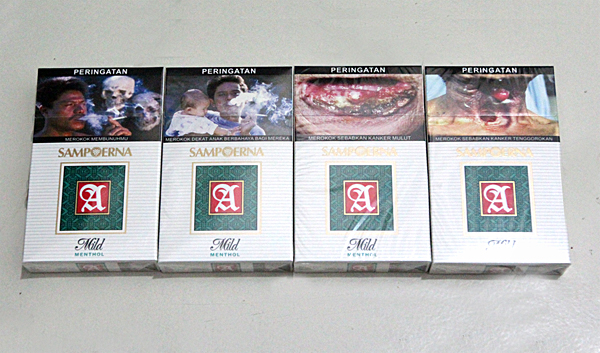 PERINGATAN
MEROKOK MEMBUNUHMU
SAMPOERNA
A
Mild
MENTHOL
PERINGATAN
MEROKOK DEKAT ANAK BERBAHAYA BAGI MEREKA
SAMPOERNA
A
Mild
MENTHOL
PERINGATAN
MEROKOK SEBABKAN KANKER MULUT
SAMPOERNA
A
Mild
MENTHOL
PERINGATAN
MEROKOK SEBABKAN KANKER TENGGOROKAN
SAMPOERNA
A